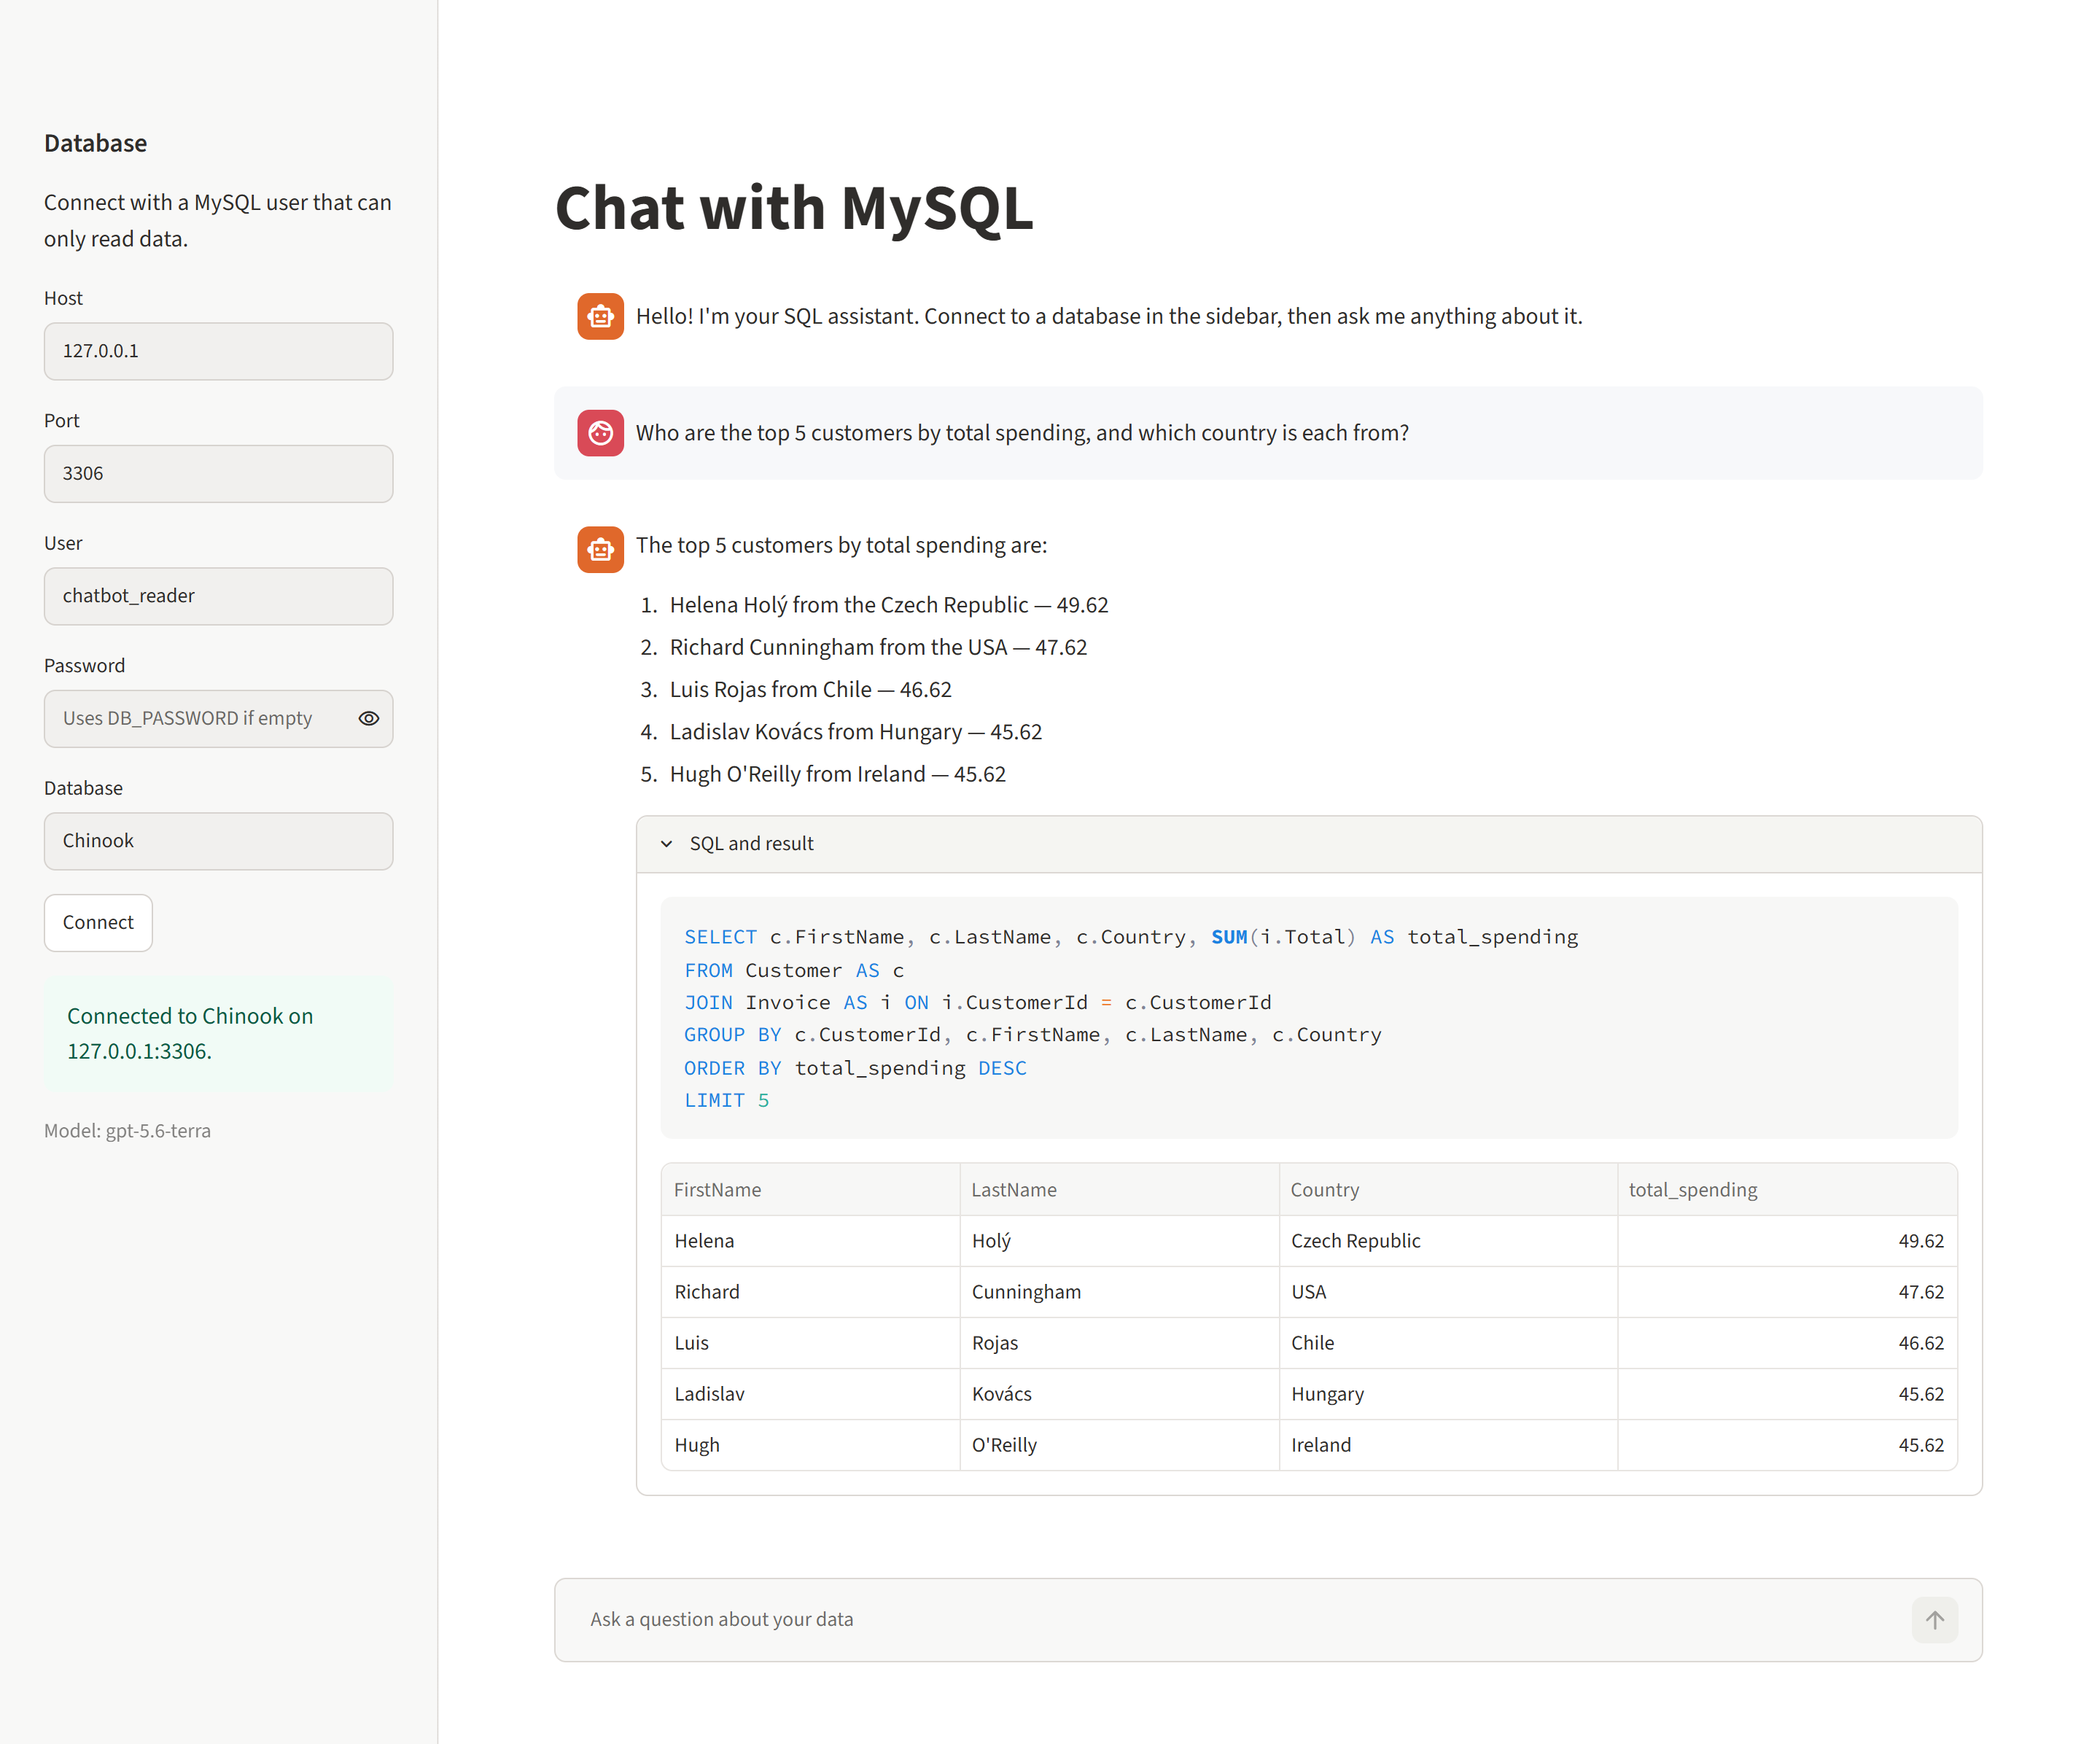 Database
Connect with a MySQL user that can
only read data.
Host
127.0.0.1
Port
3306
User
chatbot_reader
Password
Uses DB_PASSWORD if empty
Database
Chinook
Connect
Connected to Chinook on
127.0.0.1:3306.
Model: gpt-5.6-terra
Chat with MySQL
Hello! I'm your SQL assistant. Connect to a database in the sidebar, then ask me anything about it.
Who are the top 5 customers by total spending, and which country is each from?
The top 5 customers by total spending are:
1. Helena Holý from the Czech Republic — 49.62
2. Richard Cunningham from the USA — 47.62
3. Luis Rojas from Chile — 46.62
4. Ladislav Kovács from Hungary — 45.62
5. Hugh O'Reilly from Ireland — 45.62
SQL and result
SELECT c.FirstName, c.LastName, c.Country, SUM(i.Total) AS total_spending
FROM Customer AS c
JOIN Invoice AS i ON i.CustomerId = c.CustomerId
GROUP BY c.CustomerId, c.FirstName, c.LastName, c.Country
ORDER BY total_spending DESC
LIMIT 5
FirstName LastName Country total_spending
Helena Holý Czech Republic 49.62
Richard Cunningham USA 47.62
Luis Rojas Chile 46.62
Ladislav Kovács Hungary 45.62
Hugh O'Reilly Ireland 45.62
Ask a question about your data